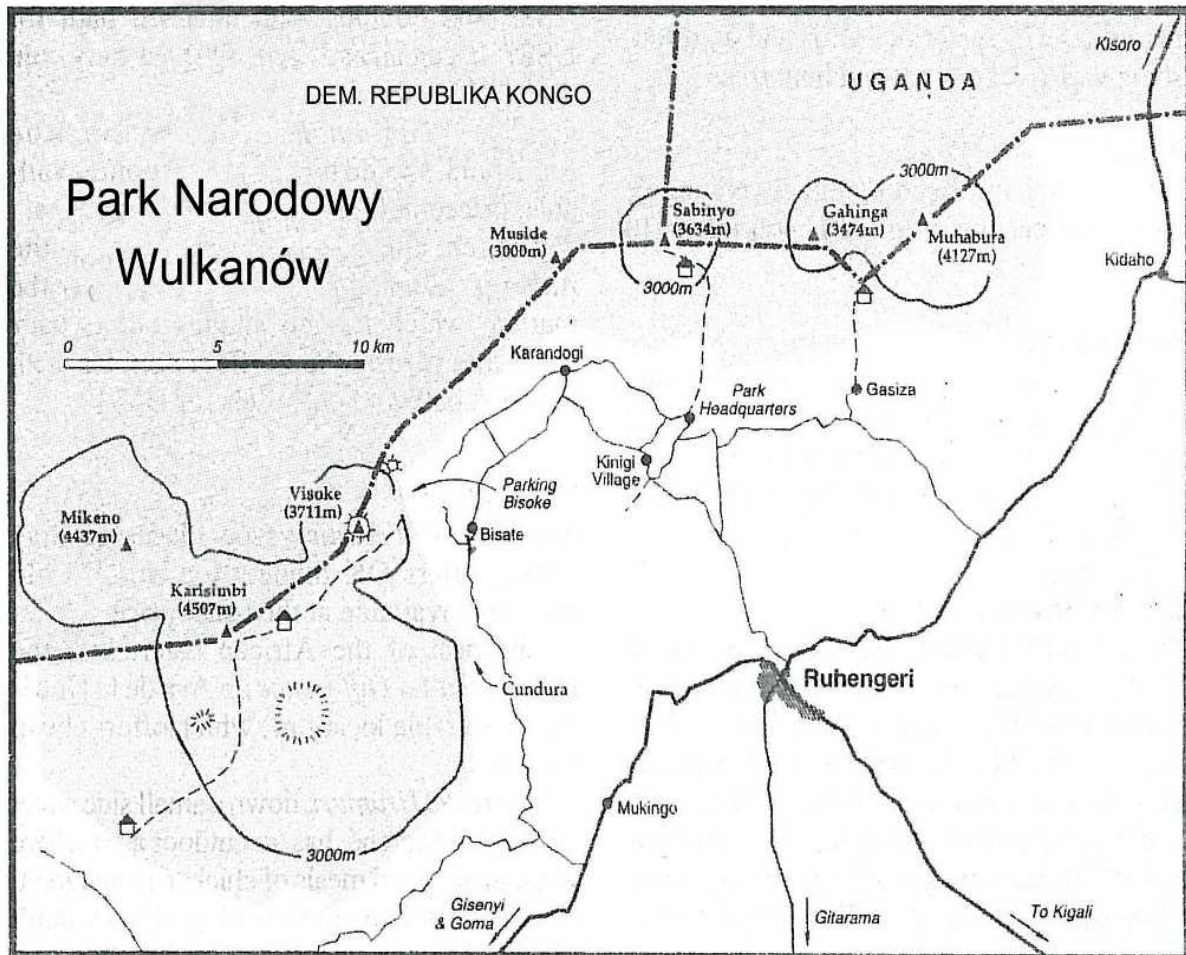 Kisoro
UGANDA
DEM. REPUBLIKA KONGO
Park Narodowy
Wulkanów
3000m
Sabinyo
(3634m)
Gahinga
(3474m)
Muside
(3000m)
Muhabura
(4127m)
3000m
Kidaho
0 5 10 km
Karandogi
Park
Headquarters
Gasiza
Kinigi
Village
Visoke
(3711m)
Parking
Bisoke
Mikeno
(4437m)
Bisate
Karisimbi
(4507m)
Cundura
Ruhengeri
Mukingo
3000m
Gisenyi
& Goma
Gitarama
To Kigali